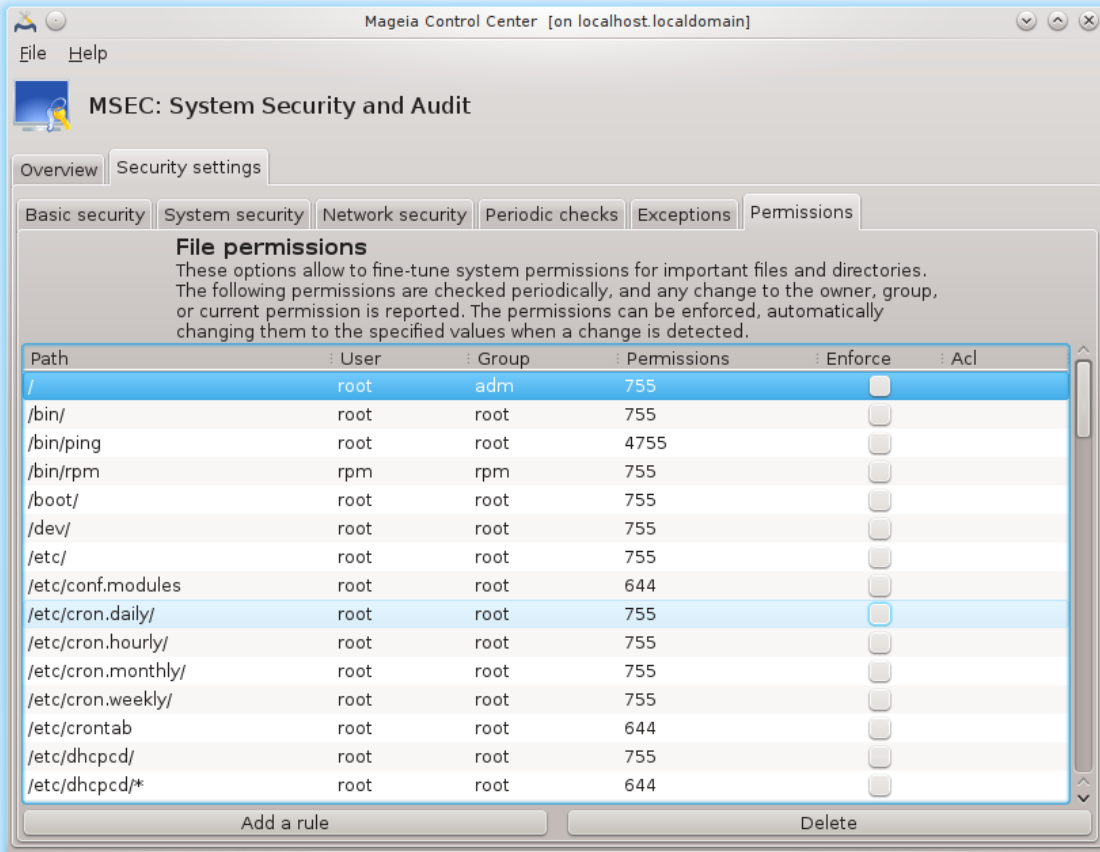 Mageia Control Center [on localhost.localdomain]
File Help
MSEC: System Security and Audit
Overview Security settings
Basic security System security Network security Periodic checks Exceptions Permissions
File permissions
These options allow to fine-tune system permissions for important files and directories.
The following permissions are checked periodically, and any change to the owner, group,
or current permission is reported. The permissions can be enforced, automatically
changing them to the specified values when a change is detected.
Path User Group Permissions Enforce Acl
/ root adm 755
/bin/ root root 755
/bin/ping root root 4755
/bin/rpm rpm rpm 755
/boot/ root root 755
/dev/ root root 755
/etc/ root root 755
/etc/conf.modules root root 644
/etc/cron.daily/ root root 755
/etc/cron.hourly/ root root 755
/etc/cron.monthly/ root root 755
/etc/cron.weekly/ root root 755
/etc/crontab root root 644
/etc/dhcpcd/ root root 755
/etc/dhcpcd/* root root 644
Add a rule Delete